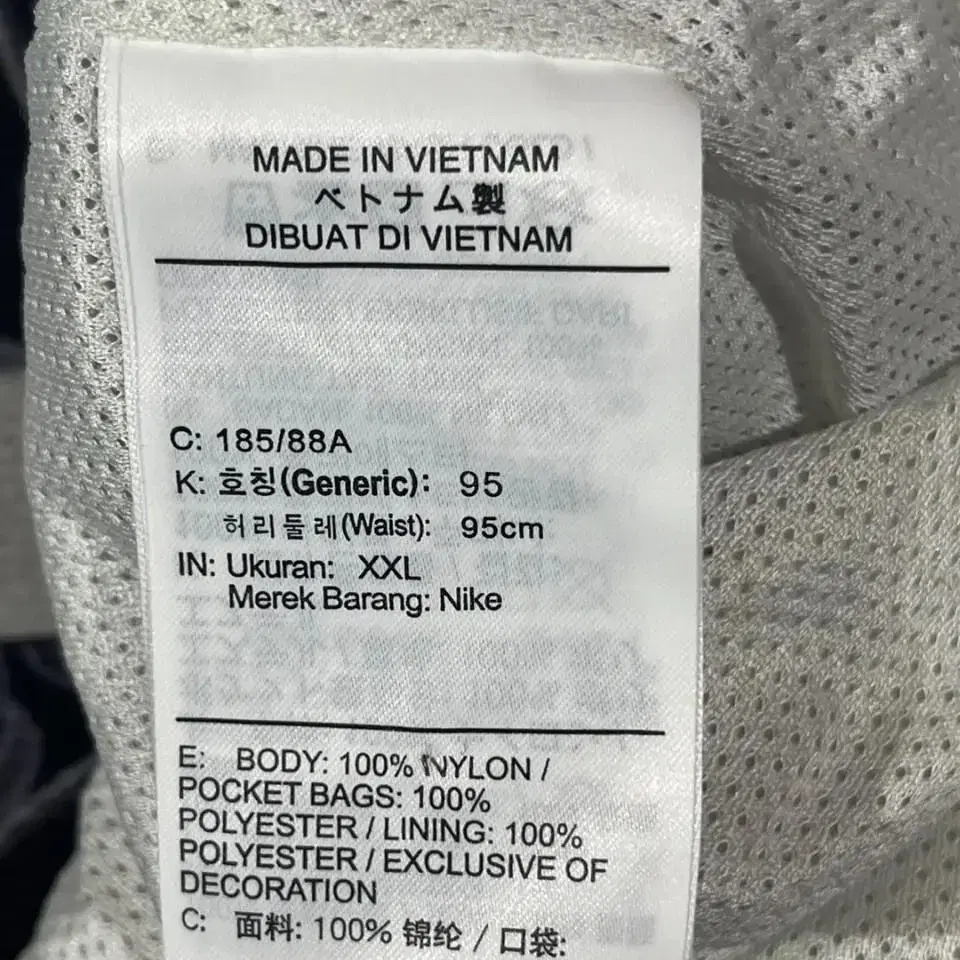 MADE IN VIETNAM
ベトナム製
DIBUAT DI VIETNAM
C: 185/88A
K: 호칭(Generic): 95
허리둘레(Waist): 95cm
IN: Ukuran: XXL
Merek Barang: Nike
E: BODY: 100% NYLON /
POCKET BAGS: 100%
POLYESTER / LINING: 100%
POLYESTER / EXCLUSIVE OF
DECORATION
C: 面料: 100% 锦纶 / 口袋: